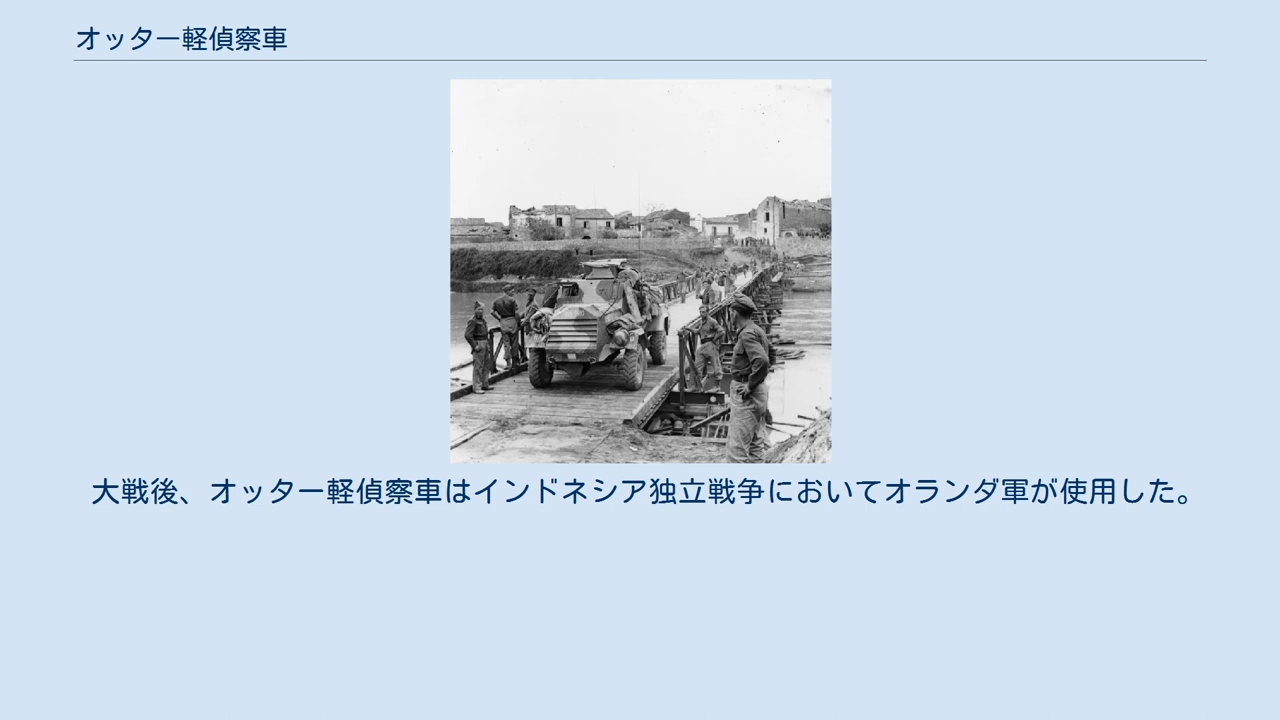 オッター軽偵察車
大戦後、オッター軽偵察車はインドネシア独立戦争においてオランダ軍が使用した。